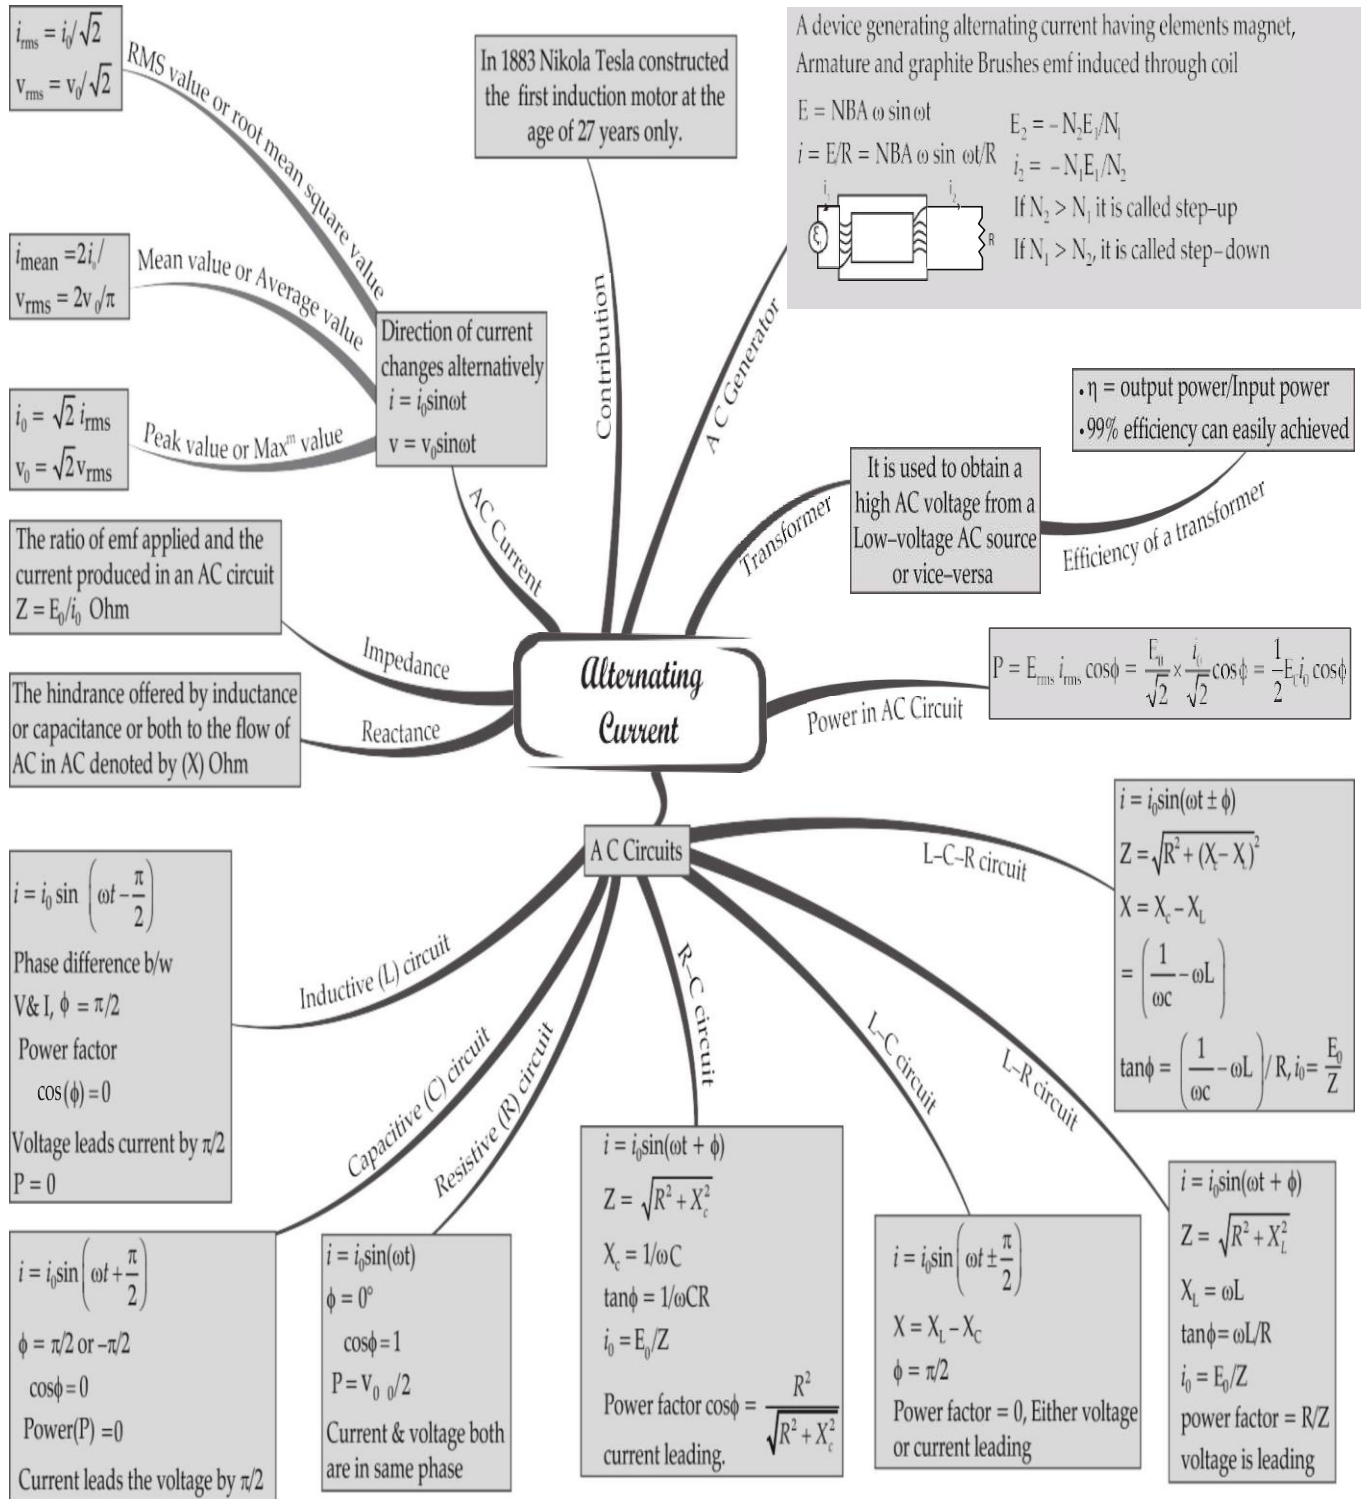 i_rms = i_0/√2
v_rms = v_0/√2
RMS value or root mean square value
i_mean = 2i_0/
v_rms = 2v_0/π
Mean value or Average value
i_0 = √2 i_rms
v_0 = √2 v_rms
Peak value or Max^m value
Direction of current
changes alternatively
i = i_0sinωt
v = v_0sinωt
AC Current
In 1883 Nikola Tesla constructed
the first induction motor at the
age of 27 years only.
Contribution
A device generating alternating current having elements magnet,
Armature and graphite Brushes emf induced through coil
E = NBA ω sin ωt
i = E/R = NBA ω sin ωt/R
E_2 = –N_2E_1/N_1
i_2 = –N_1E_1/N_2
If N_2 > N_1 it is called step–up
If N_1 > N_2, it is called step–down
i_2
R
A C Generator
Transformer
It is used to obtain a
high AC voltage from a
Low–voltage AC source
or vice–versa
Efficiency of a transformer
• η = output power/Input power
• 99% efficiency can easily achieved
The ratio of emf applied and the
current produced in an AC circuit
Z = E_0/i_0 Ohm
Impedance
The hindrance offered by inductance
or capacitance or both to the flow of
AC in AC denoted by (X) Ohm
Reactance
Alternating
Current
Power in AC Circuit
P = E_rms i_rms cosϕ = E_0/√2 × i_0/√2 cosϕ = 1/2 E_0i_0 cosϕ
A C Circuits
L–C–R circuit
i = i_0sin(ωt ± ϕ)
Z = √(R² + (X_c – X_L)²)
X = X_c – X_L
= (1/ωc – ωL)
tanϕ = (1/ωc – ωL)/R, i_0 = E_0/Z
Inductive (L) circuit
i = i_0 sin (ωt – π/2)
Phase difference b/w
V& I, ϕ = π/2
Power factor
cos(ϕ) = 0
Voltage leads current by π/2
P = 0
Capacitive (C) circuit
i = i_0sin(ωt + π/2)
ϕ = π/2 or –π/2
cosϕ = 0
Power(P) = 0
Current leads the voltage by π/2
Resistive (R) circuit
i = i_0sin(ωt)
ϕ = 0°
cosϕ = 1
P = v_0 _0/2
Current & voltage both
are in same phase
R–C circuit
i = i_0sin(ωt + ϕ)
Z = √(R² + X_c²)
X_c = 1/ωC
tanϕ = 1/ωCR
i_0 = E_0/Z
Power factor cosϕ = R²/√(R² + X_c²)
current leading.
L–C circuit
i = i_0sin(ωt ± π/2)
X = X_L – X_C
ϕ = π/2
Power factor = 0, Either voltage
or current leading
L–R circuit
i = i_0sin(ωt + ϕ)
Z = √(R² + X_L²)
X_L = ωL
tanϕ = ωL/R
i_0 = E_0/Z
power factor = R/Z
voltage is leading